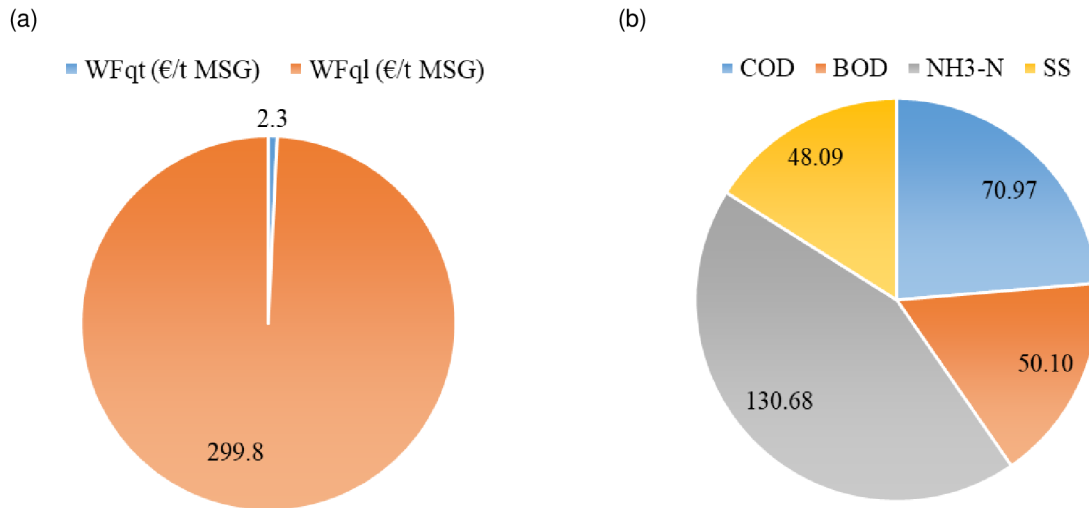 (a)
WFqt (€/t MSG) WFql (€/t MSG)
2.3
299.8
(b)
COD BOD NH3-N SS
48.09
70.97
50.10
130.68